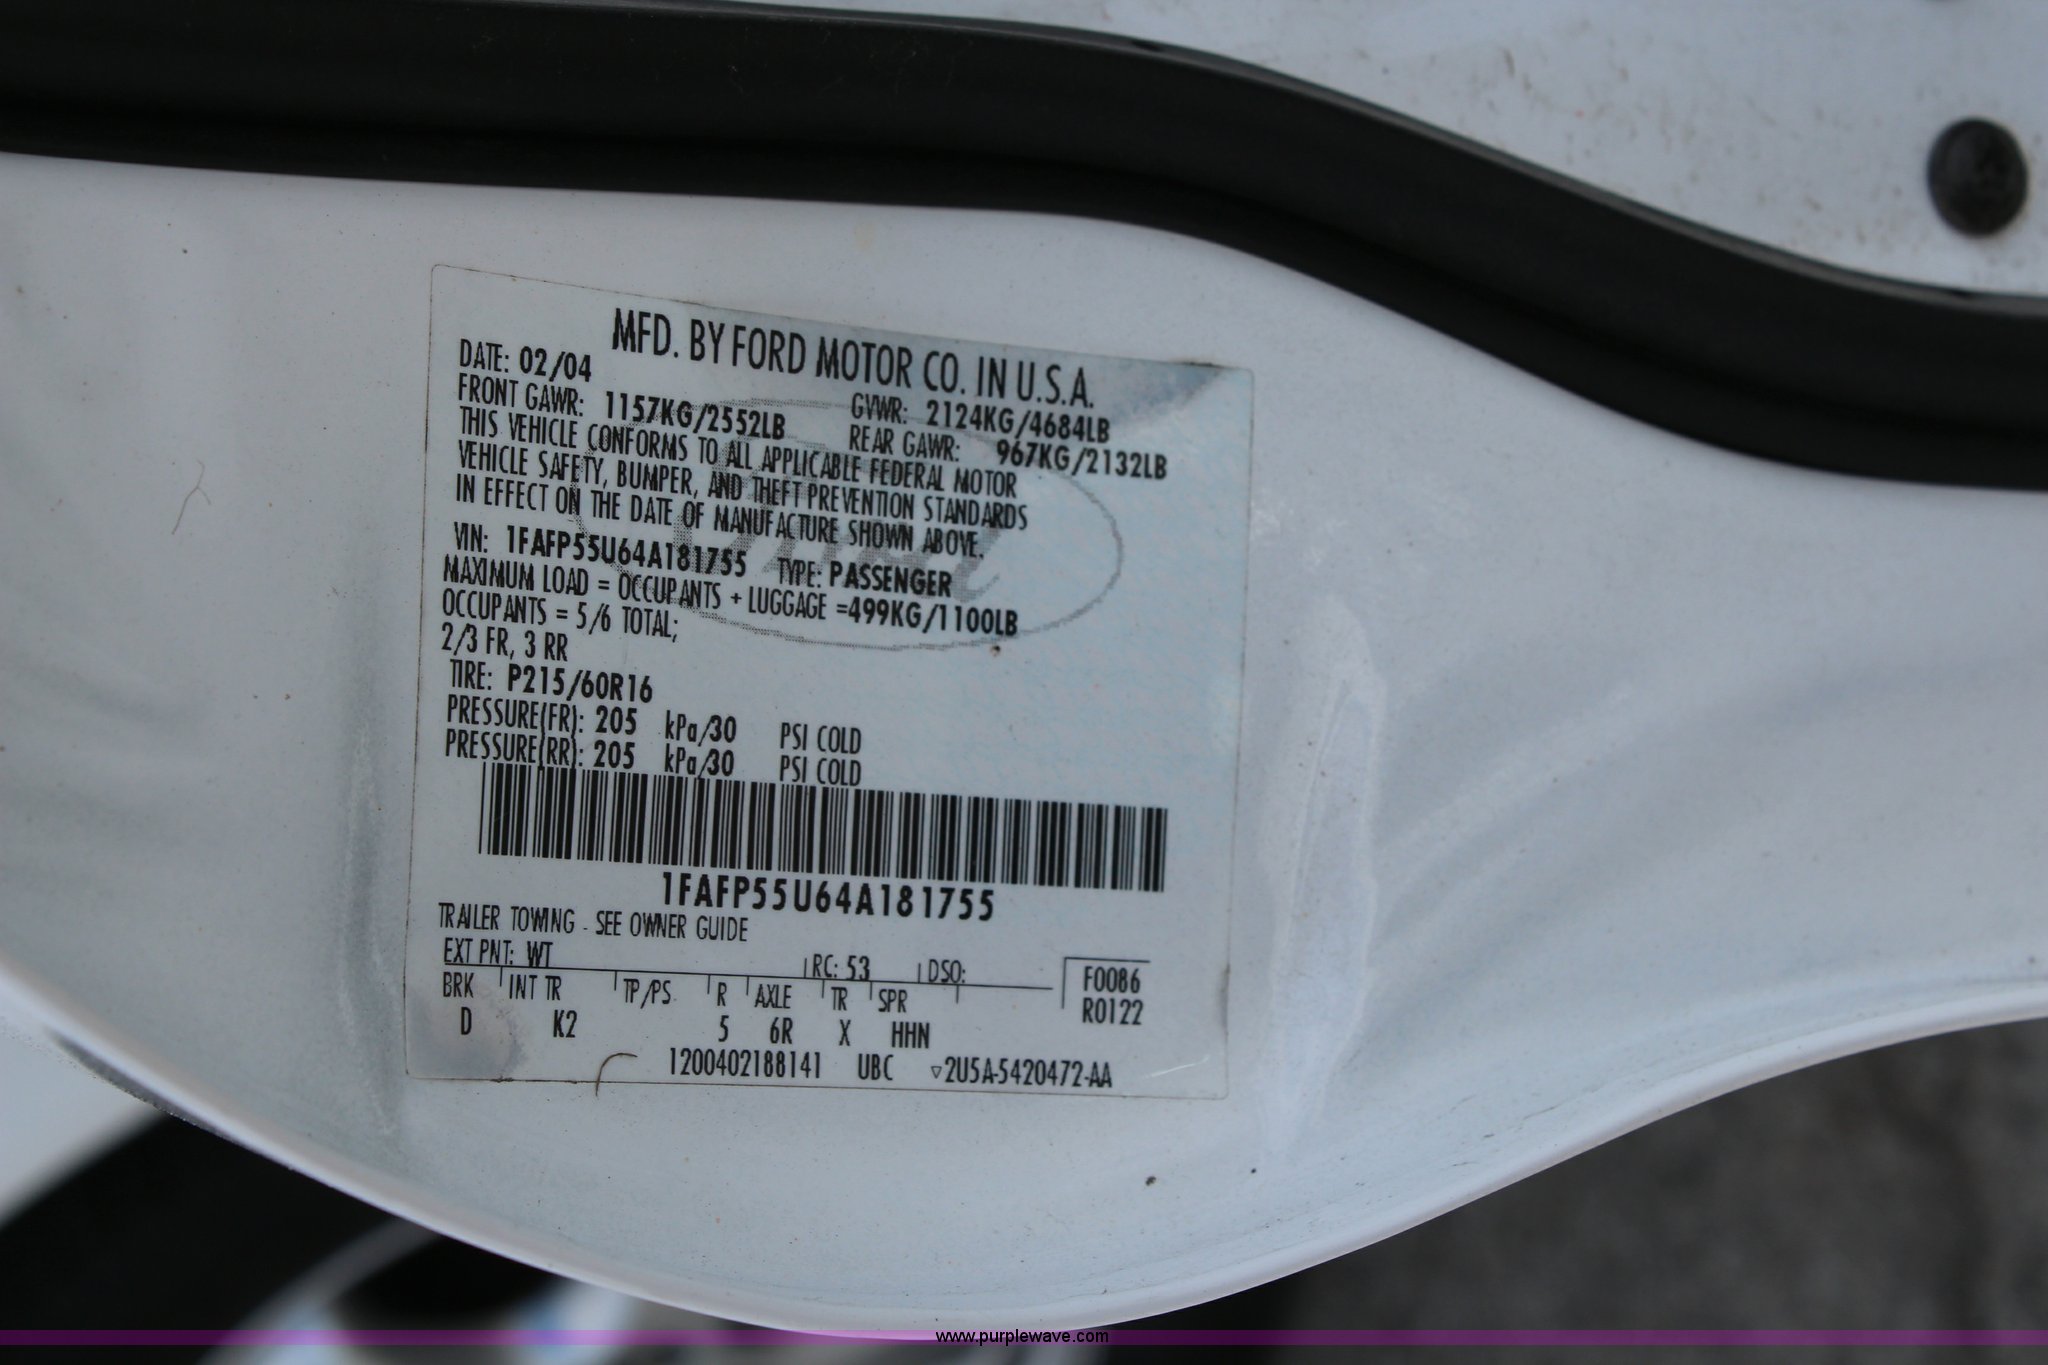 MFD. BY FORD MOTOR CO. IN U.S.A.
DATE: 02/04 GVWR: 2124KG/4684LB
FRONT GAWR: 1157KG/2552LB REAR GAWR: 967KG/2132LB
THIS VEHICLE CONFORMS TO ALL APPLICABLE FEDERAL MOTOR
VEHICLE SAFETY, BUMPER, AND THEFT PREVENTION STANDARDS
IN EFFECT ON THE DATE OF MANUFACTURE SHOWN ABOVE.
VIN: 1FAFP55U64A181755 TYPE: PASSENGER
MAXIMUM LOAD = OCCUPANTS + LUGGAGE =499KG/1100LB
OCCUPANTS = 5/6 TOTAL;
2/3 FR, 3 RR
TIRE: P215/60R16
PRESSURE(FR): 205 kPa/30 PSI COLD
PRESSURE(RR): 205 kPa/30 PSI COLD
1FAFP55U64A181755
TRAILER TOWING - SEE OWNER GUIDE
EXT PNT: WT RC: 53 DSO: F0086
BRK INT TR TP/PS R AXLE TR SPR R0122
D K2 5 6R X HHN
1200402188141 UBC ▿2U5A-5420472-AA
www.purplewave.com